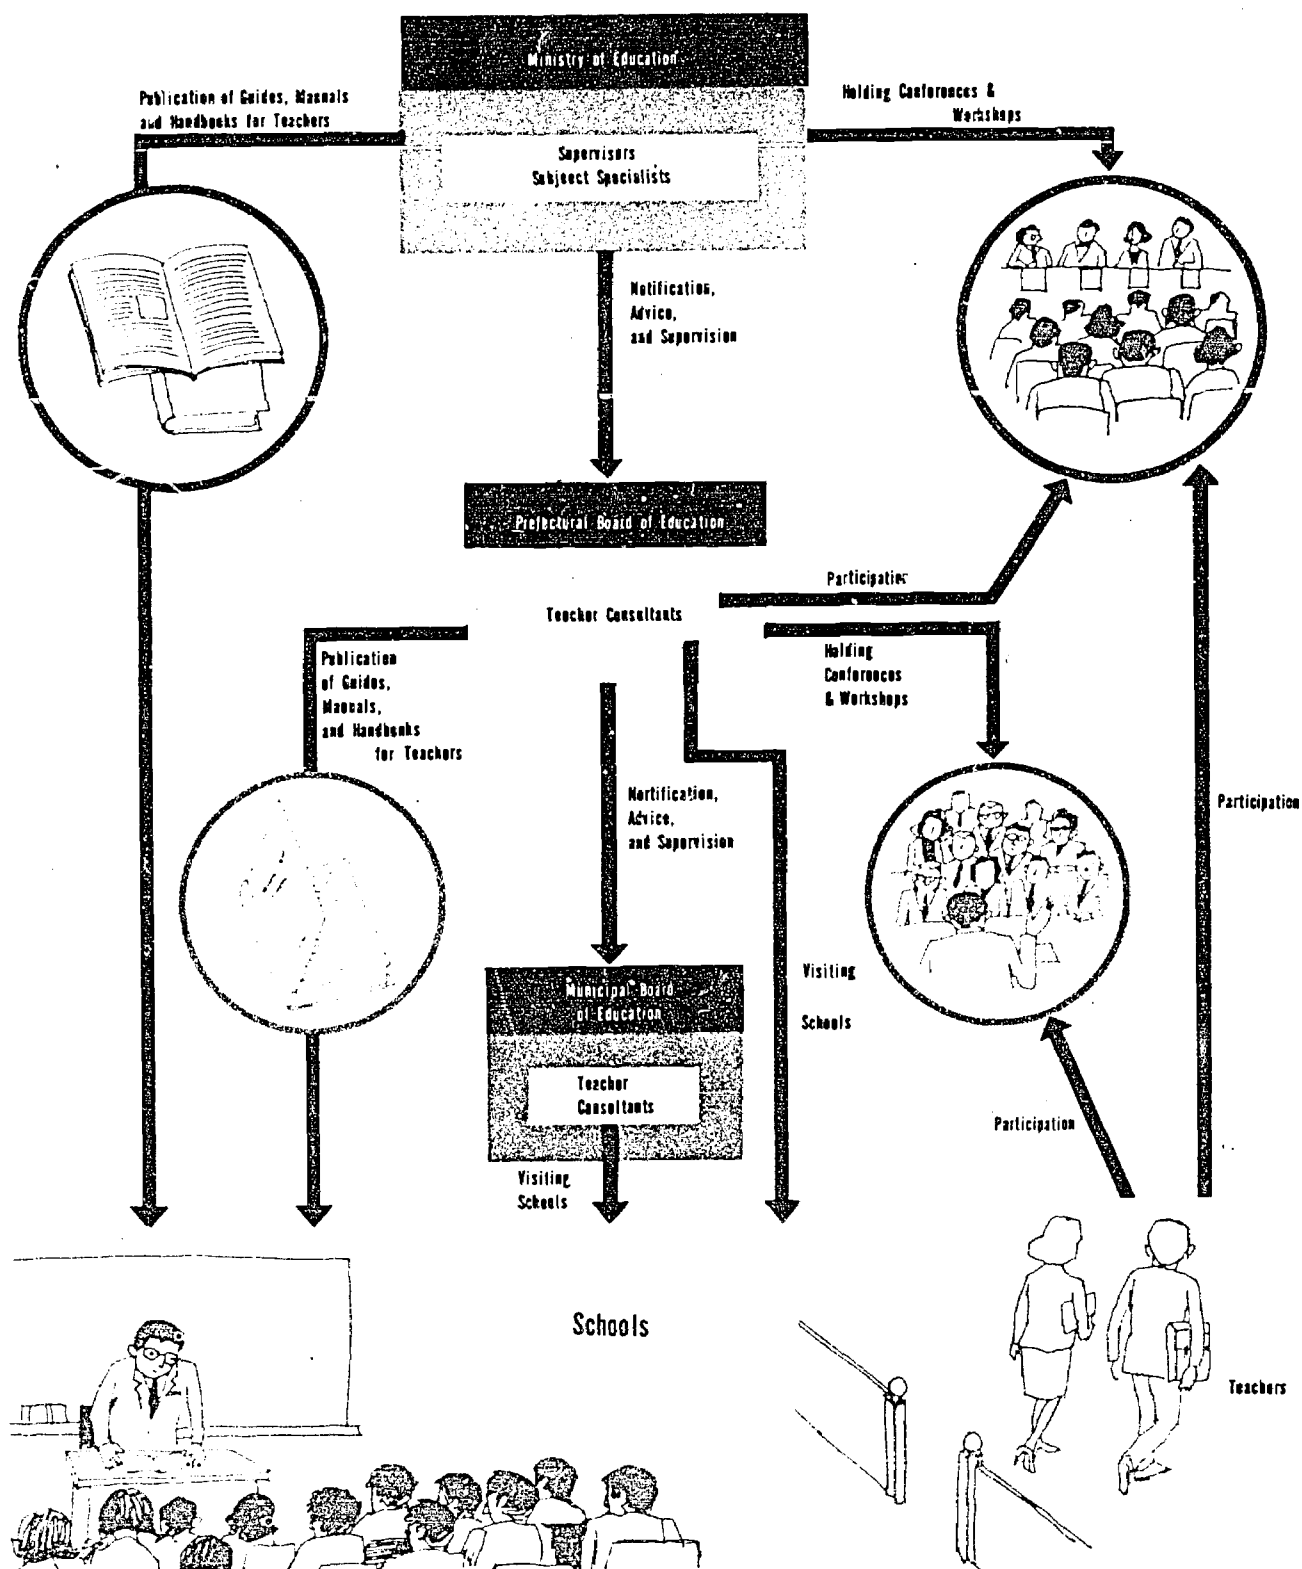 Ministry of Education
Publication of Guides, Manuals
and Handbooks for Teachers
Holding Conferences &
Workshops
Supervisors
Subject Specialists
Notification,
Advice,
and Supervision
Prefectural Board of Education
Participation
Teacher Consultants
Publication
of Guides,
Manuals,
and Handbooks
for Teachers
Holding
Conferences
& Workshops
Nortification,
Advice,
and Supervision
Participation
Municipal Board
of Education
Visiting
Schools
Teacher
Consultants
Participation
Visiting
Schools
Schools
Teachers